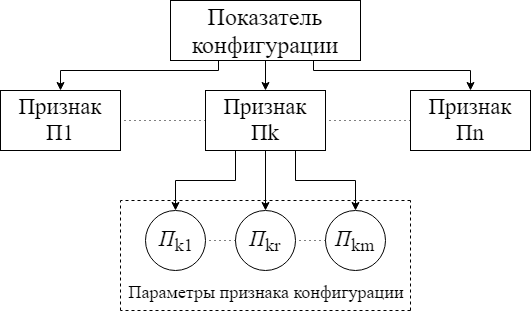 Показатель
конфигурации
Признак
П1
Признак
Пk
Признак
Пn
Пk1
Пkr
Пkm
Параметры признака конфигурации